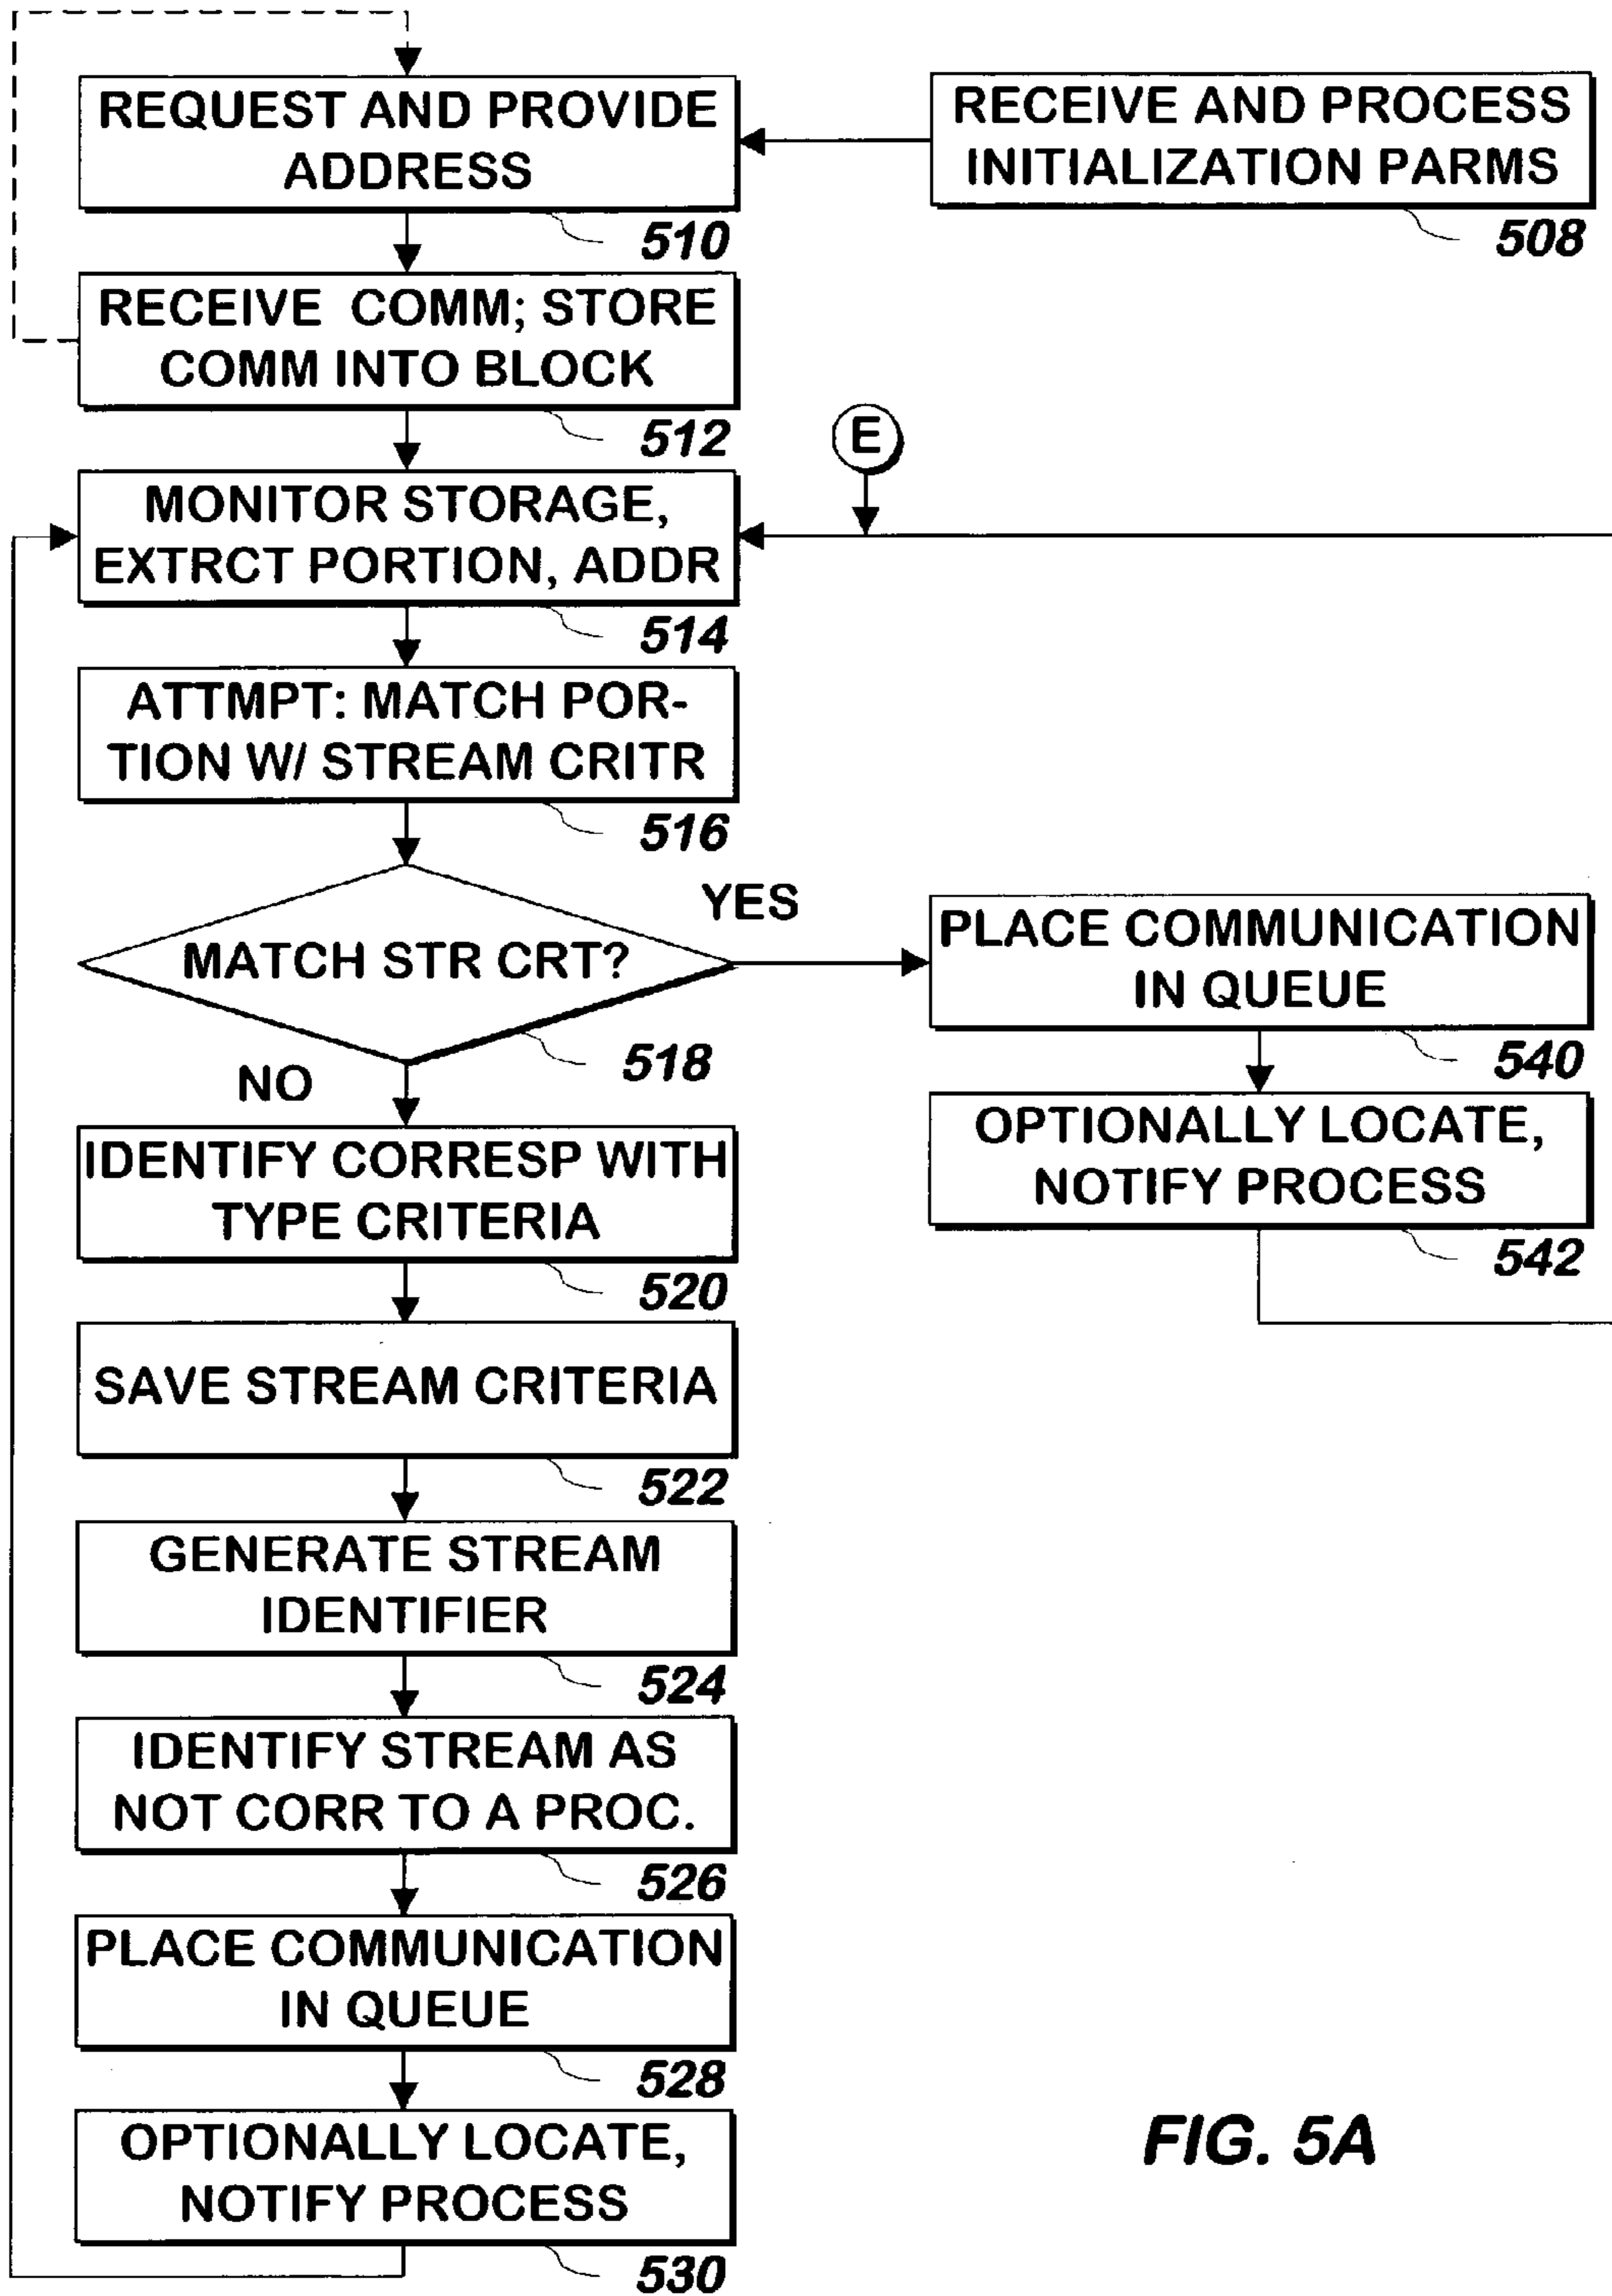 REQUEST AND PROVIDE
ADDRESS
510
RECEIVE AND PROCESS
INITIALIZATION PARMS
508
RECEIVE COMM; STORE
COMM INTO BLOCK
512
E
MONITOR STORAGE,
EXTRCT PORTION, ADDR
514
ATTMPT: MATCH POR-
TION W/ STREAM CRITR
516
MATCH STR CRT?
518
YES
NO
PLACE COMMUNICATION
IN QUEUE
540
OPTIONALLY LOCATE,
NOTIFY PROCESS
542
IDENTIFY CORRESP WITH
TYPE CRITERIA
520
SAVE STREAM CRITERIA
522
GENERATE STREAM
IDENTIFIER
524
IDENTIFY STREAM AS
NOT CORR TO A PROC.
526
PLACE COMMUNICATION
IN QUEUE
528
OPTIONALLY LOCATE,
NOTIFY PROCESS
530
FIG. 5A